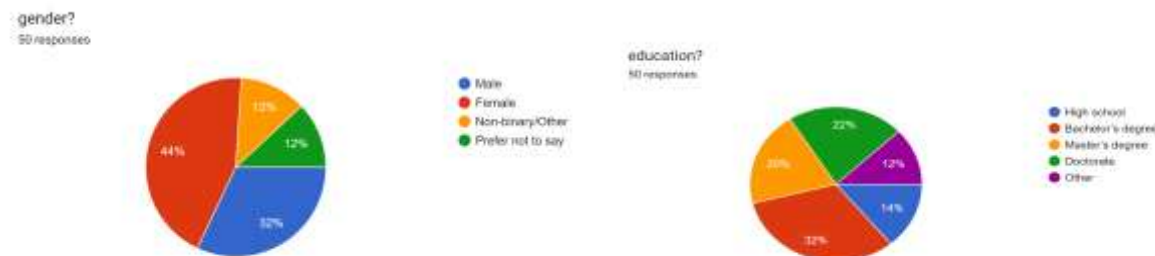 gender?
50 responses
Male
Female
Non-binary/Other
Prefer not to say
44%
12%
12%
32%
education?
50 responses
High school
Bachelor's degree
Master's degree
Doctorate
Other
22%
20%
12%
14%
32%